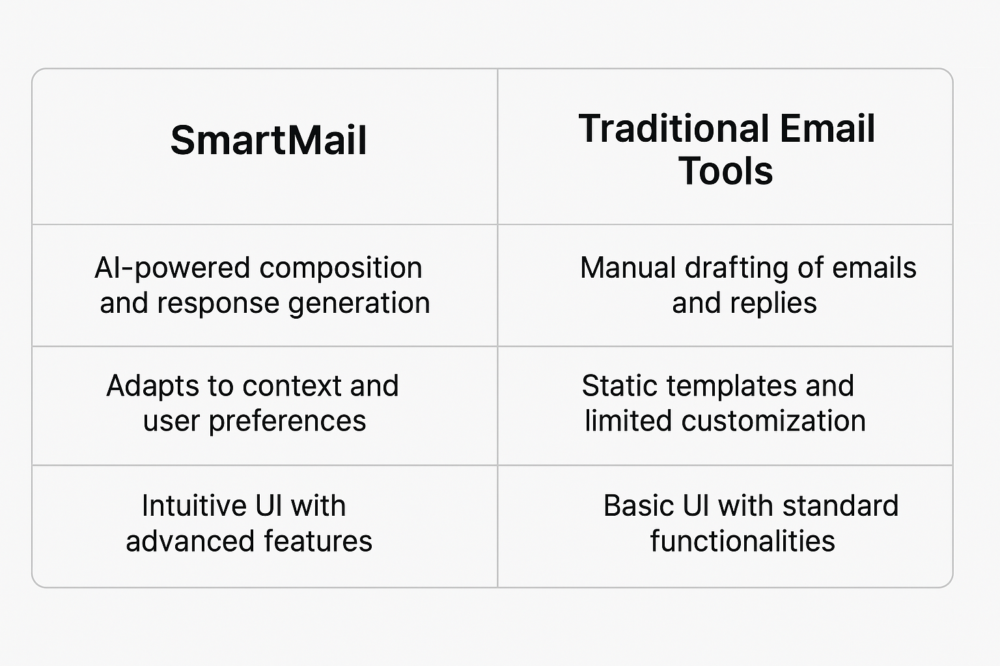 SmartMail
Traditional Email
Tools
AI-powered composition
and response generation
Manual drafting of emails
and replies
Adapts to context and
user preferences
Static templates and
limited customization
Intuitive UI with
advanced features
Basic UI with standard
functionalities